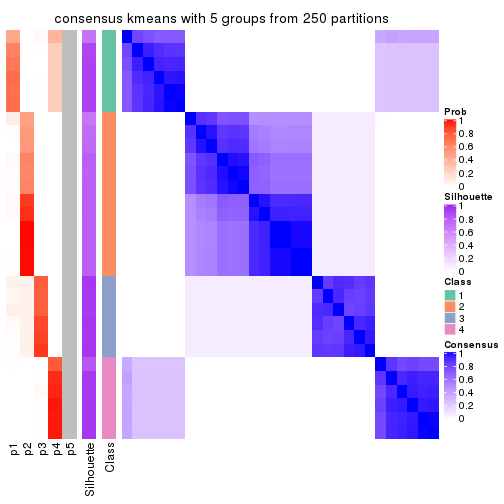 consensus kmeans with 5 groups from 250 partitions
Prob
1
0.8
0.6
0.4
0.2
0
Silhouette
1
0.8
0.6
0.4
0.2
0
Class
1
2
3
4
Consensus
1
0.8
0.6
0.4
0.2
0
p1
p2
p3
p4
p5
Silhouette
Class